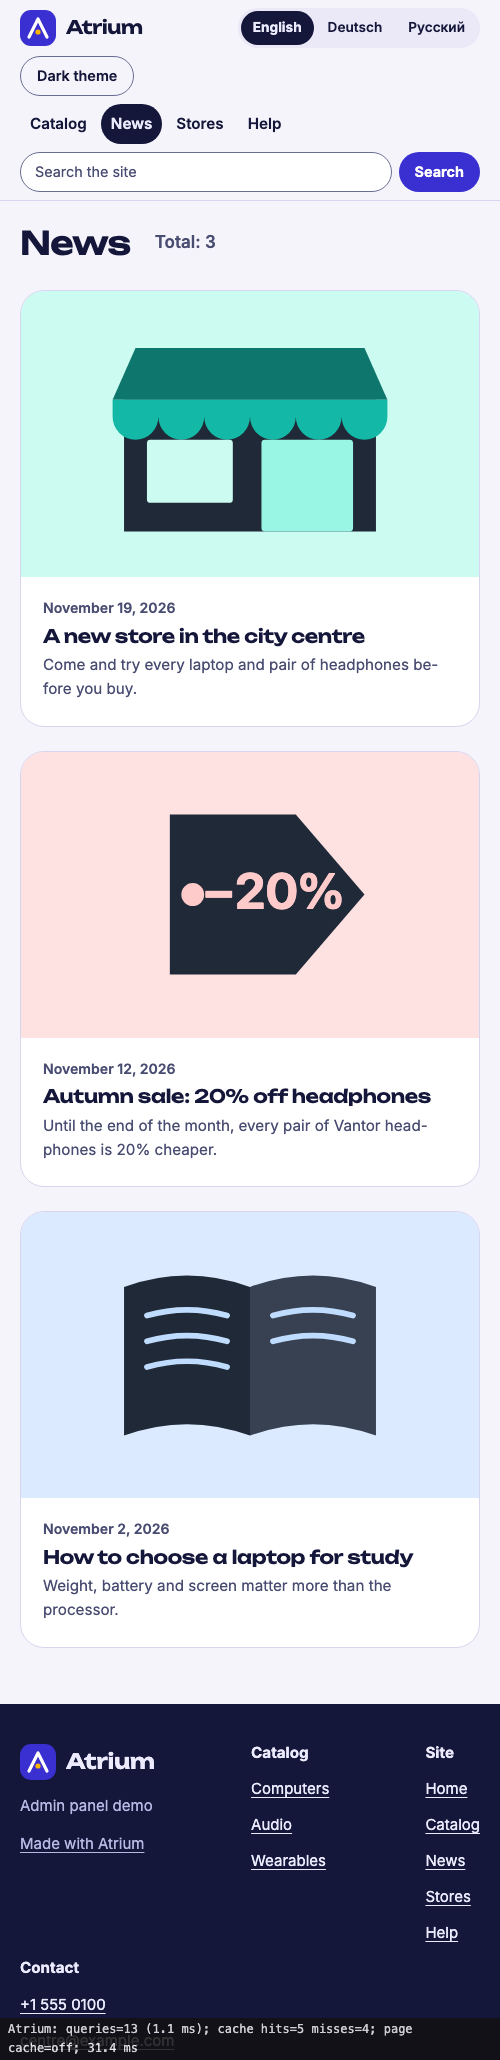 Atrium
English Deutsch Русский
Dark theme
Catalog News Stores Help
Search the site Search
News Total: 3
November 19, 2026
A new store in the city centre
Come and try every laptop and pair of headphones be-
fore you buy.
–20%
November 12, 2026
Autumn sale: 20% off headphones
Until the end of the month, every pair of Vantor head-
phones is 20% cheaper.
November 2, 2026
How to choose a laptop for study
Weight, battery and screen matter more than the
processor.
Atrium
Admin panel demo
Made with Atrium
Catalog
Computers
Audio
Wearables
Site
Home
Catalog
News
Stores
Help
Contact
+1 555 0100
centre@example.com
Atrium: queries=13 (1.1 ms); cache hits=5 misses=4; page
cache=off; 31.4 ms